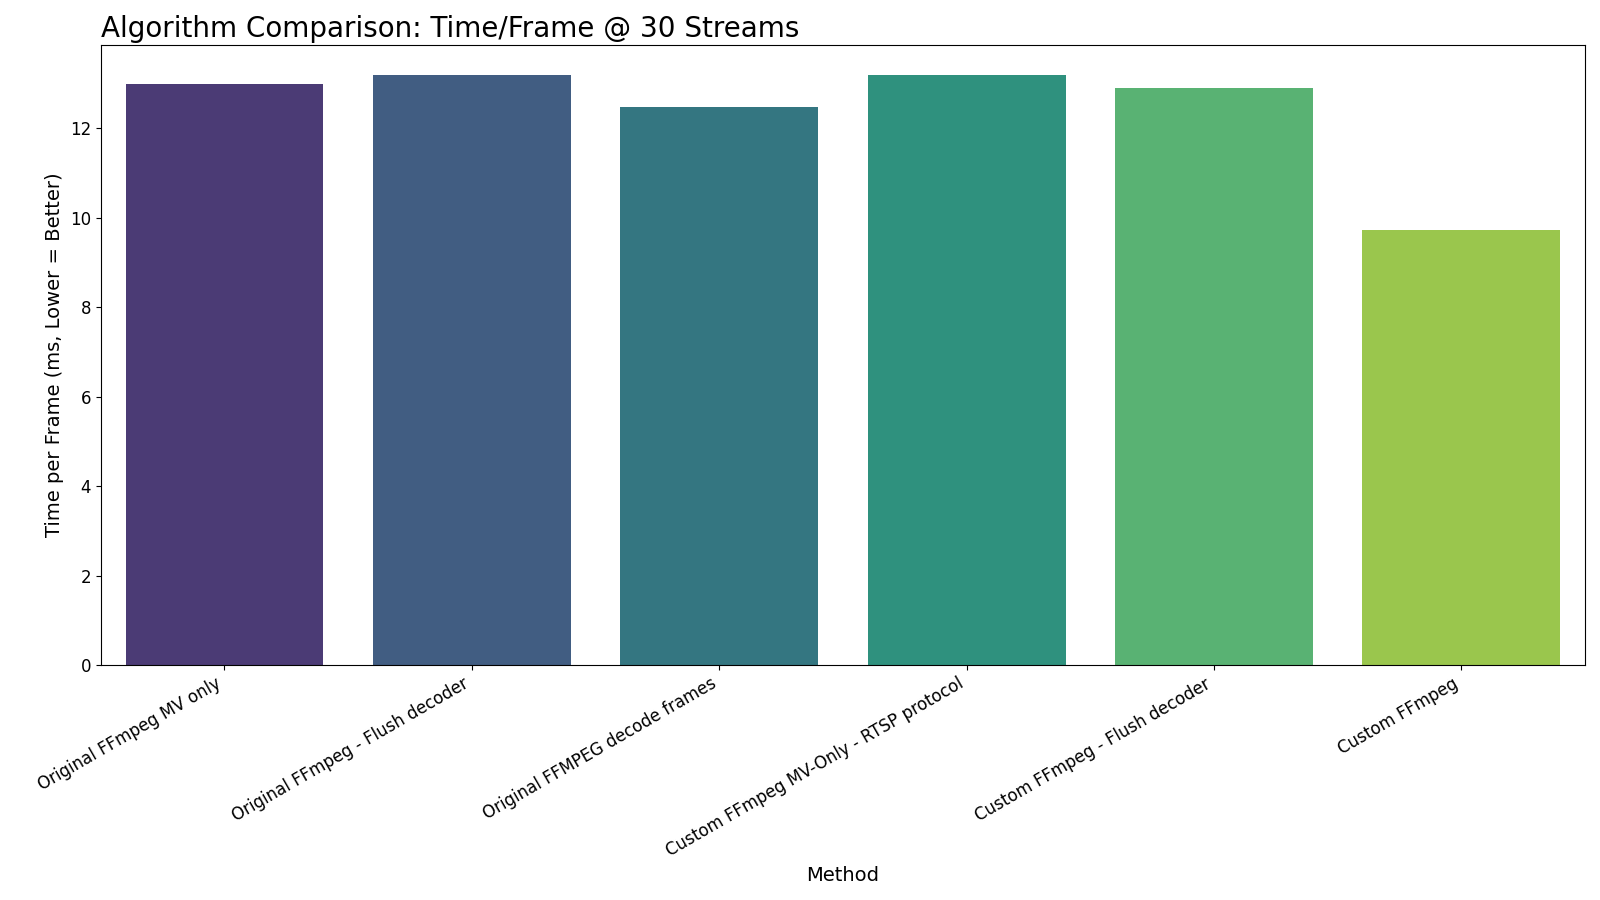 Algorithm Comparison: Time/Frame @ 30 Streams
Time per Frame (ms, Lower = Better)
12
10
8
6
4
2
0
Original FFmpeg MV only
Original FFmpeg - Flush decoder
Original FFMPEG decode frames
Custom FFmpeg MV-Only - RTSP protocol
Custom FFmpeg - Flush decoder
Custom FFmpeg
Method